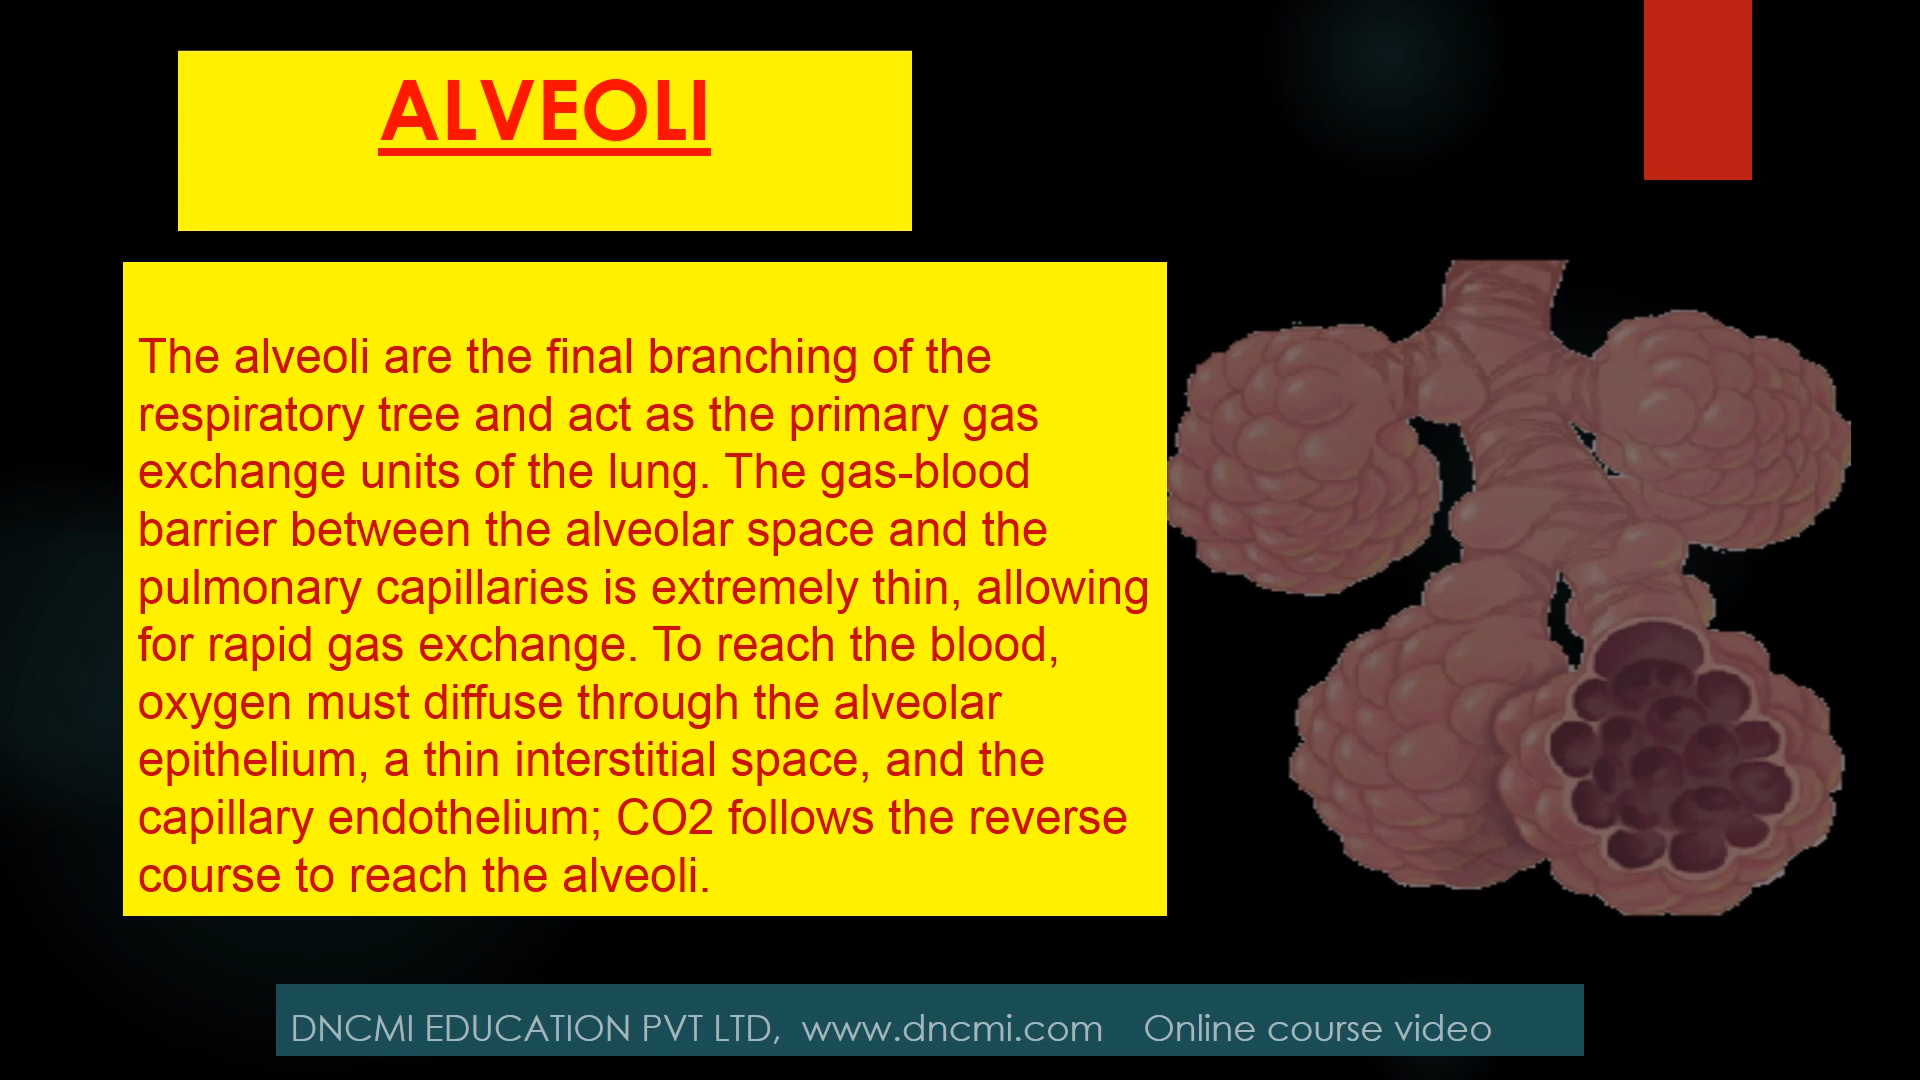 ALVEOLI
The alveoli are the final branching of the
respiratory tree and act as the primary gas
exchange units of the lung. The gas-blood
barrier between the alveolar space and the
pulmonary capillaries is extremely thin, allowing
for rapid gas exchange. To reach the blood,
oxygen must diffuse through the alveolar
epithelium, a thin interstitial space, and the
capillary endothelium; CO2 follows the reverse
course to reach the alveoli.
DNCMI EDUCATION PVT LTD, www.dncmi.com Online course video